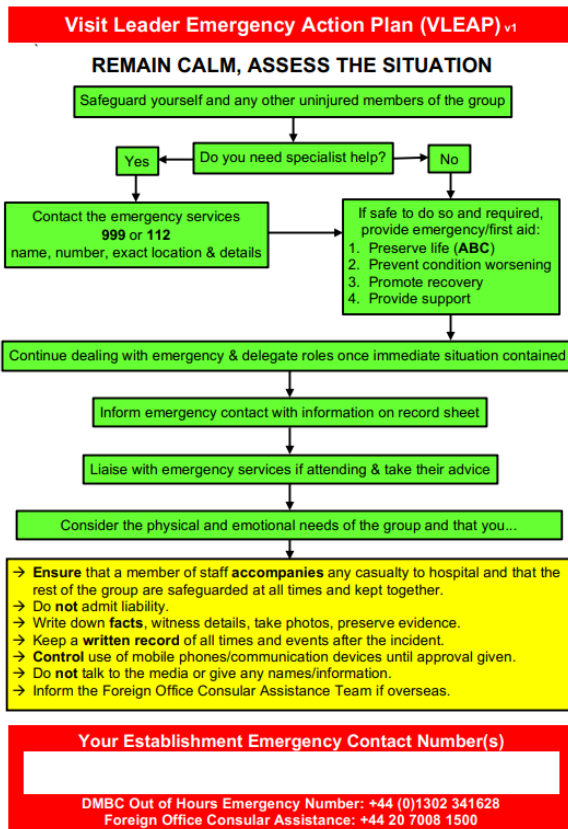 Visit Leader Emergency Action Plan (VLEAP) v1
REMAIN CALM, ASSESS THE SITUATION
Safeguard yourself and any other uninjured members of the group
Do you need specialist help?
Yes
No
Contact the emergency services
999 or 112
name, number, exact location & details
If safe to do so and required,
provide emergency/first aid:
1. Preserve life (ABC)
2. Prevent condition worsening
3. Promote recovery
4. Provide support
Continue dealing with emergency & delegate roles once immediate situation contained
Inform emergency contact with information on record sheet
Liaise with emergency services if attending & take their advice
Consider the physical and emotional needs of the group and that you...
→ Ensure that a member of staff accompanies any casualty to hospital and that the
rest of the group are safeguarded at all times and kept together.
→ Do not admit liability.
→ Write down facts, witness details, take photos, preserve evidence.
→ Keep a written record of all times and events after the incident.
→ Control use of mobile phones/communication devices until approval given.
→ Do not talk to the media or give any names/information.
→ Inform the Foreign Office Consular Assistance Team if overseas.
Your Establishment Emergency Contact Number(s)
DMBC Out of Hours Emergency Number: +44 (0)1302 341628
Foreign Office Consular Assistance: +44 20 7008 1500